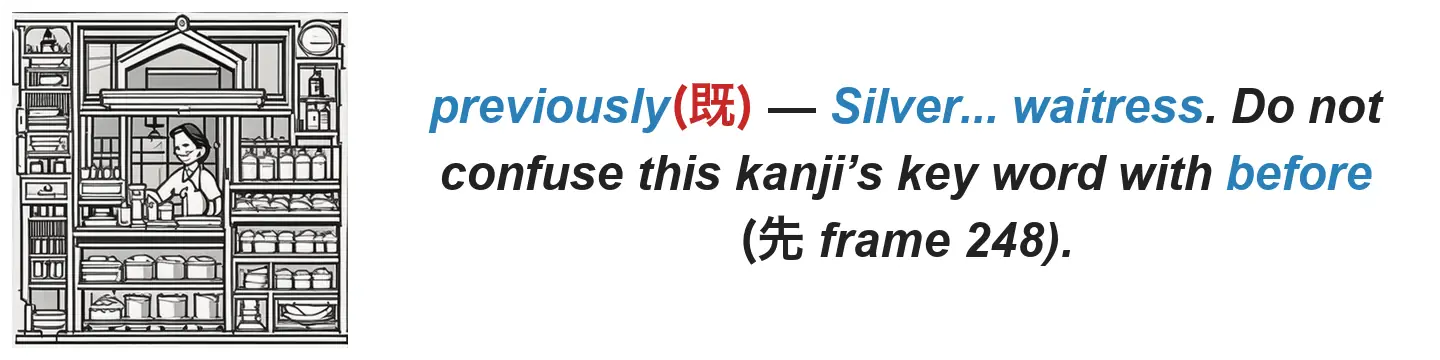 previously(既) — Silver... waitress. Do not
confuse this kanji’s key word with before
(先 frame 248).